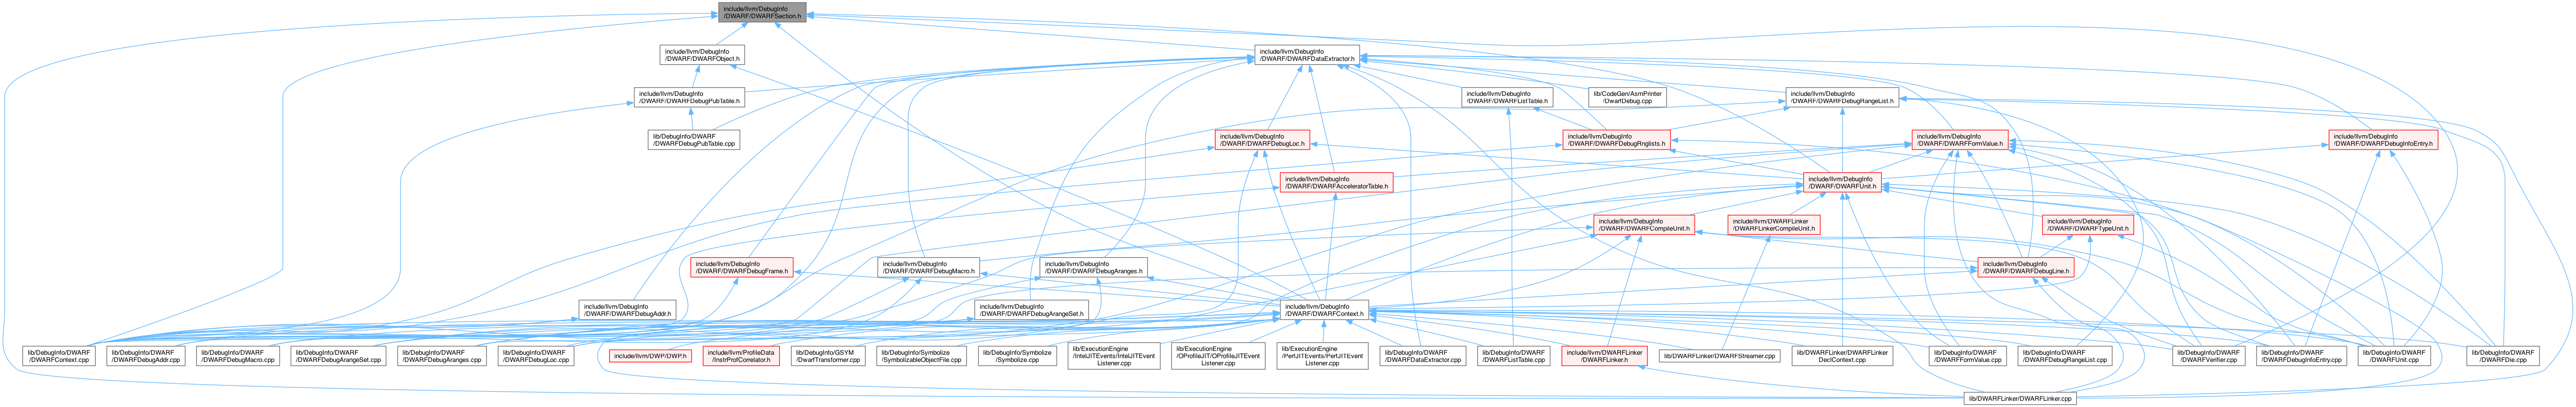 include/llvm/DebugInfo
/DWARF/DWARFSection.h
include/llvm/DebugInfo
/DWARF/DWARFObject.h
include/llvm/DebugInfo
/DWARF/DWARFDataExtractor.h
include/llvm/DebugInfo
/DWARF/DWARFDebugPubTable.h
include/llvm/DebugInfo
/DWARF/DWARFListTable.h
lib/CodeGen/AsmPrinter
/DwarfDebug.cpp
include/llvm/DebugInfo
/DWARF/DWARFDebugRangeList.h
lib/DebugInfo/DWARF
/DWARFDebugPubTable.cpp
include/llvm/DebugInfo
/DWARF/DWARFDebugLoc.h
include/llvm/DebugInfo
/DWARF/DWARFDebugRnglists.h
include/llvm/DebugInfo
/DWARF/DWARFFormValue.h
include/llvm/DebugInfo
/DWARF/DWARFDebugInfoEntry.h
include/llvm/DebugInfo
/DWARF/DWARFAcceleratorTable.h
include/llvm/DebugInfo
/DWARF/DWARFUnit.h
include/llvm/DebugInfo
/DWARF/DWARFCompileUnit.h
include/llvm/DWARFLinker
/DWARFLinkerCompileUnit.h
include/llvm/DebugInfo
/DWARF/DWARFTypeUnit.h
include/llvm/DebugInfo
/DWARF/DWARFDebugFrame.h
include/llvm/DebugInfo
/DWARF/DWARFDebugMacro.h
include/llvm/DebugInfo
/DWARF/DWARFDebugAranges.h
include/llvm/DebugInfo
/DWARF/DWARFDebugLine.h
include/llvm/DebugInfo
/DWARF/DWARFDebugAddr.h
include/llvm/DebugInfo
/DWARF/DWARFDebugArangeSet.h
include/llvm/DebugInfo
/DWARF/DWARFContext.h
lib/DebugInfo/DWARF
/DWARFContext.cpp
lib/DebugInfo/DWARF
/DWARFDebugAddr.cpp
lib/DebugInfo/DWARF
/DWARFDebugMacro.cpp
lib/DebugInfo/DWARF
/DWARFDebugArangeSet.cpp
lib/DebugInfo/DWARF
/DWARFDebugAranges.cpp
lib/DebugInfo/DWARF
/DWARFDebugLoc.cpp
include/llvm/DWP/DWP.h
include/llvm/ProfileData
/InstrProfCorrelator.h
lib/DebugInfo/GSYM
/DwarfTransformer.cpp
lib/DebugInfo/Symbolize
/SymbolizableObjectFile.cpp
lib/DebugInfo/Symbolize
/Symbolize.cpp
lib/ExecutionEngine
/IntelJITEvents/IntelJITEvent
Listener.cpp
lib/ExecutionEngine
/OProfileJIT/OProfileJITEvent
Listener.cpp
lib/ExecutionEngine
/PerfJITEvents/PerfJITEvent
Listener.cpp
lib/DebugInfo/DWARF
/DWARFDataExtractor.cpp
lib/DebugInfo/DWARF
/DWARFListTable.cpp
include/llvm/DWARFLinker
/DWARFLinker.h
lib/DWARFLinker/DWARFStreamer.cpp
lib/DWARFLinker/DWARFLinker
DeclContext.cpp
lib/DebugInfo/DWARF
/DWARFFormValue.cpp
lib/DebugInfo/DWARF
/DWARFDebugRangeList.cpp
lib/DebugInfo/DWARF
/DWARFVerifier.cpp
lib/DebugInfo/DWARF
/DWARFDebugInfoEntry.cpp
lib/DebugInfo/DWARF
/DWARFUnit.cpp
lib/DebugInfo/DWARF
/DWARFDie.cpp
lib/DWARFLinker/DWARFLinker.cpp